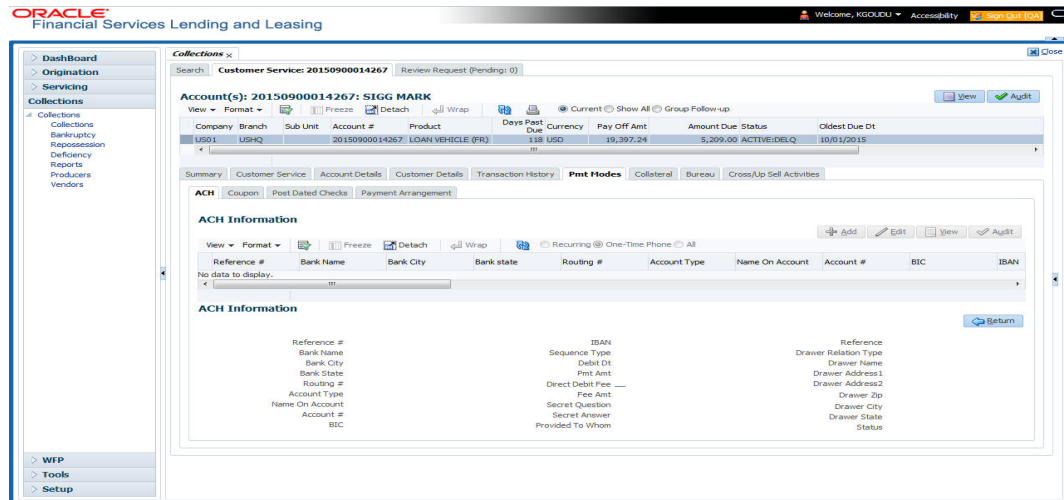 ORACLE
Financial Services Lending and Leasing
Welcome, KGOUDU Accessibility Sign Out [QA]
Close
DashBoard
Origination
Servicing
Collections
Collections
Collections
Bankruptcy
Repossession
Deficiency
Reports
Producers
Vendors
WFP
Tools
Setup
Collections x
Search Customer Service: 20150900014267 Review Request (Pending: 0)
Account(s): 20150900014267: SIGG MARK
View Audit
View Format Freeze Detach Wrap Current Show All Group Follow-up
Company Branch Sub Unit Account # Product Days Past Due Currency Pay Off Amt Amount Due Status Oldest Due Dt
US01 USHQ 20150900014267 LOAN VEHICLE (FR) 118 USD 19,397.24 5,209.00 ACTIVE:DELQ 10/01/2015
Summary Customer Service Account Details Customer Details Transaction History Pmt Modes Collateral Bureau Cross/Up Sell Activities
ACH Coupon Post Dated Checks Payment Arrangement
ACH Information
Add Edit View Audit
View Format Freeze Detach Wrap Recurring One-Time Phone All
Reference # Bank Name Bank City Bank state Routing # Account Type Name On Account Account # BIC IBAN
No data to display.
ACH Information
Return
Reference #
Bank Name
Bank City
Bank State
Routing #
Account Type
Name On Account
Account #
BIC
IBAN
Sequence Type
Debit Dt
Pmt Amt
Direct Debit Fee
Fee Amt
Secret Question
Secret Answer
Provided To Whom
Reference
Drawer Relation Type
Drawer Name
Drawer Address1
Drawer Address2
Drawer Zip
Drawer City
Drawer State
Status